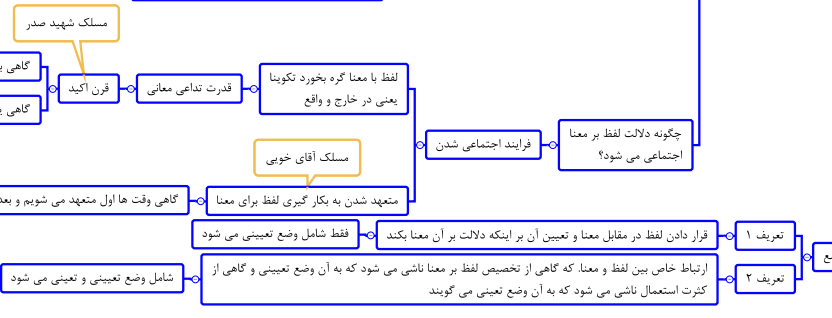 مسلک شهید صدر
گاهی
گاهی
قرن اکید
قدرت تداعی معانی
لفظ با معنا گره بخورد تکوینا
یعنی در خارج و واقع
فرایند اجتماعی شدن
چگونه دلالت لفظ بر معنا
اجتماعی می شود؟
مسلک آقای خویی
متعهد شدن به بکار گیری لفظ برای معنا
گاهی وقت ها اول متعهد می شویم و بعد
تعریف ۱
قرار دادن لفظ در مقابل معنا و تعیین آن بر اینکه دلالت بر آن معنا بکند
فقط شامل وضع تعیینی می شود
تعریف ۲
ارتباط خاص بین لفظ و معنا. که گاهی از تخصیص لفظ بر معنا ناشی می شود که به آن وضع تعیینی و گاهی از
کثرت استعمال ناشی می شود که به آن وضع تعینی می گویند
شامل وضع تعیینی و تعینی می شود